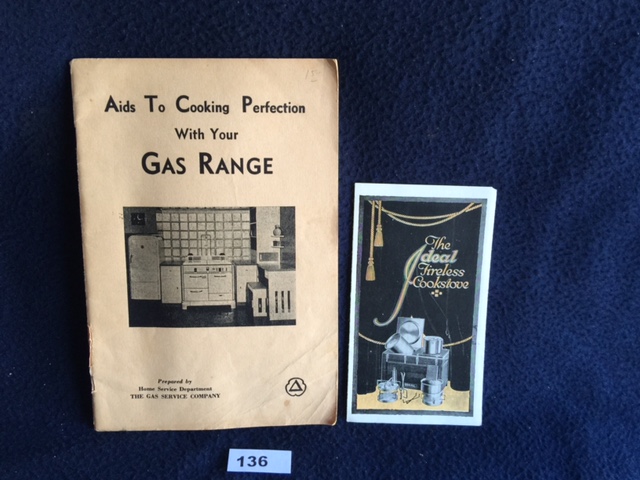 Aids To Cooking Perfection
With Your
GAS RANGE
Prepared by
Home Service Department
THE GAS SERVICE COMPANY
The
Ideal
Fireless
Cookstove
136